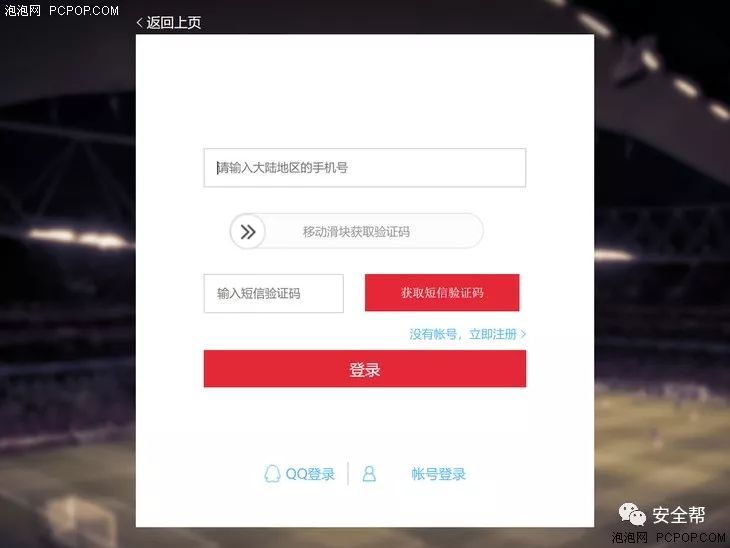 泡泡网 PCPOP.COM
返回上页
请输入大陆地区的手机号
移动滑块获取验证码
输入短信验证码
获取短信验证码
没有帐号，立即注册
登录
QQ登录
帐号登录
安全帮
泡泡网 PCPOP.COM